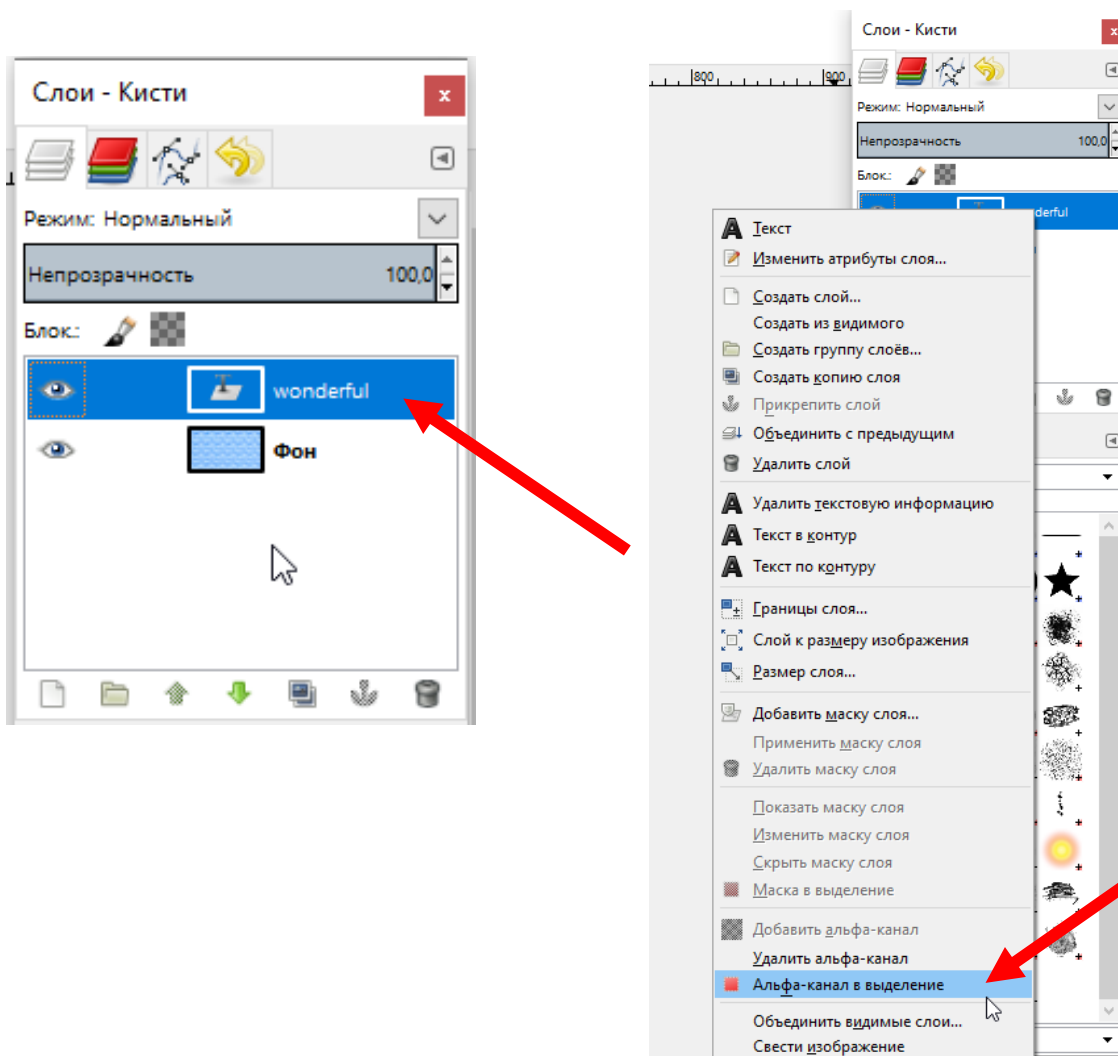 Слои - Кисти
x
Режим: Нормальный
Непрозрачность 100,0
Блок.:
wonderful
Фон
800 900
Слои - Кисти
x
Режим: Нормальный
Непрозрачность 100,0
Блок.:
derful
Текст
Изменить атрибуты слоя...
Создать слой...
Создать из видимого
Создать группу слоёв...
Создать копию слоя
Прикрепить слой
Объединить с предыдущим
Удалить слой
Удалить текстовую информацию
Текст в контур
Текст по контуру
Границы слоя...
Слой к размеру изображения
Размер слоя...
Добавить маску слоя...
Применить маску слоя
Удалить маску слоя
Показать маску слоя
Изменить маску слоя
Скрыть маску слоя
Маска в выделение
Добавить альфа-канал
Удалить альфа-канал
Альфа-канал в выделение
Объединить видимые слои...
Свести изображение